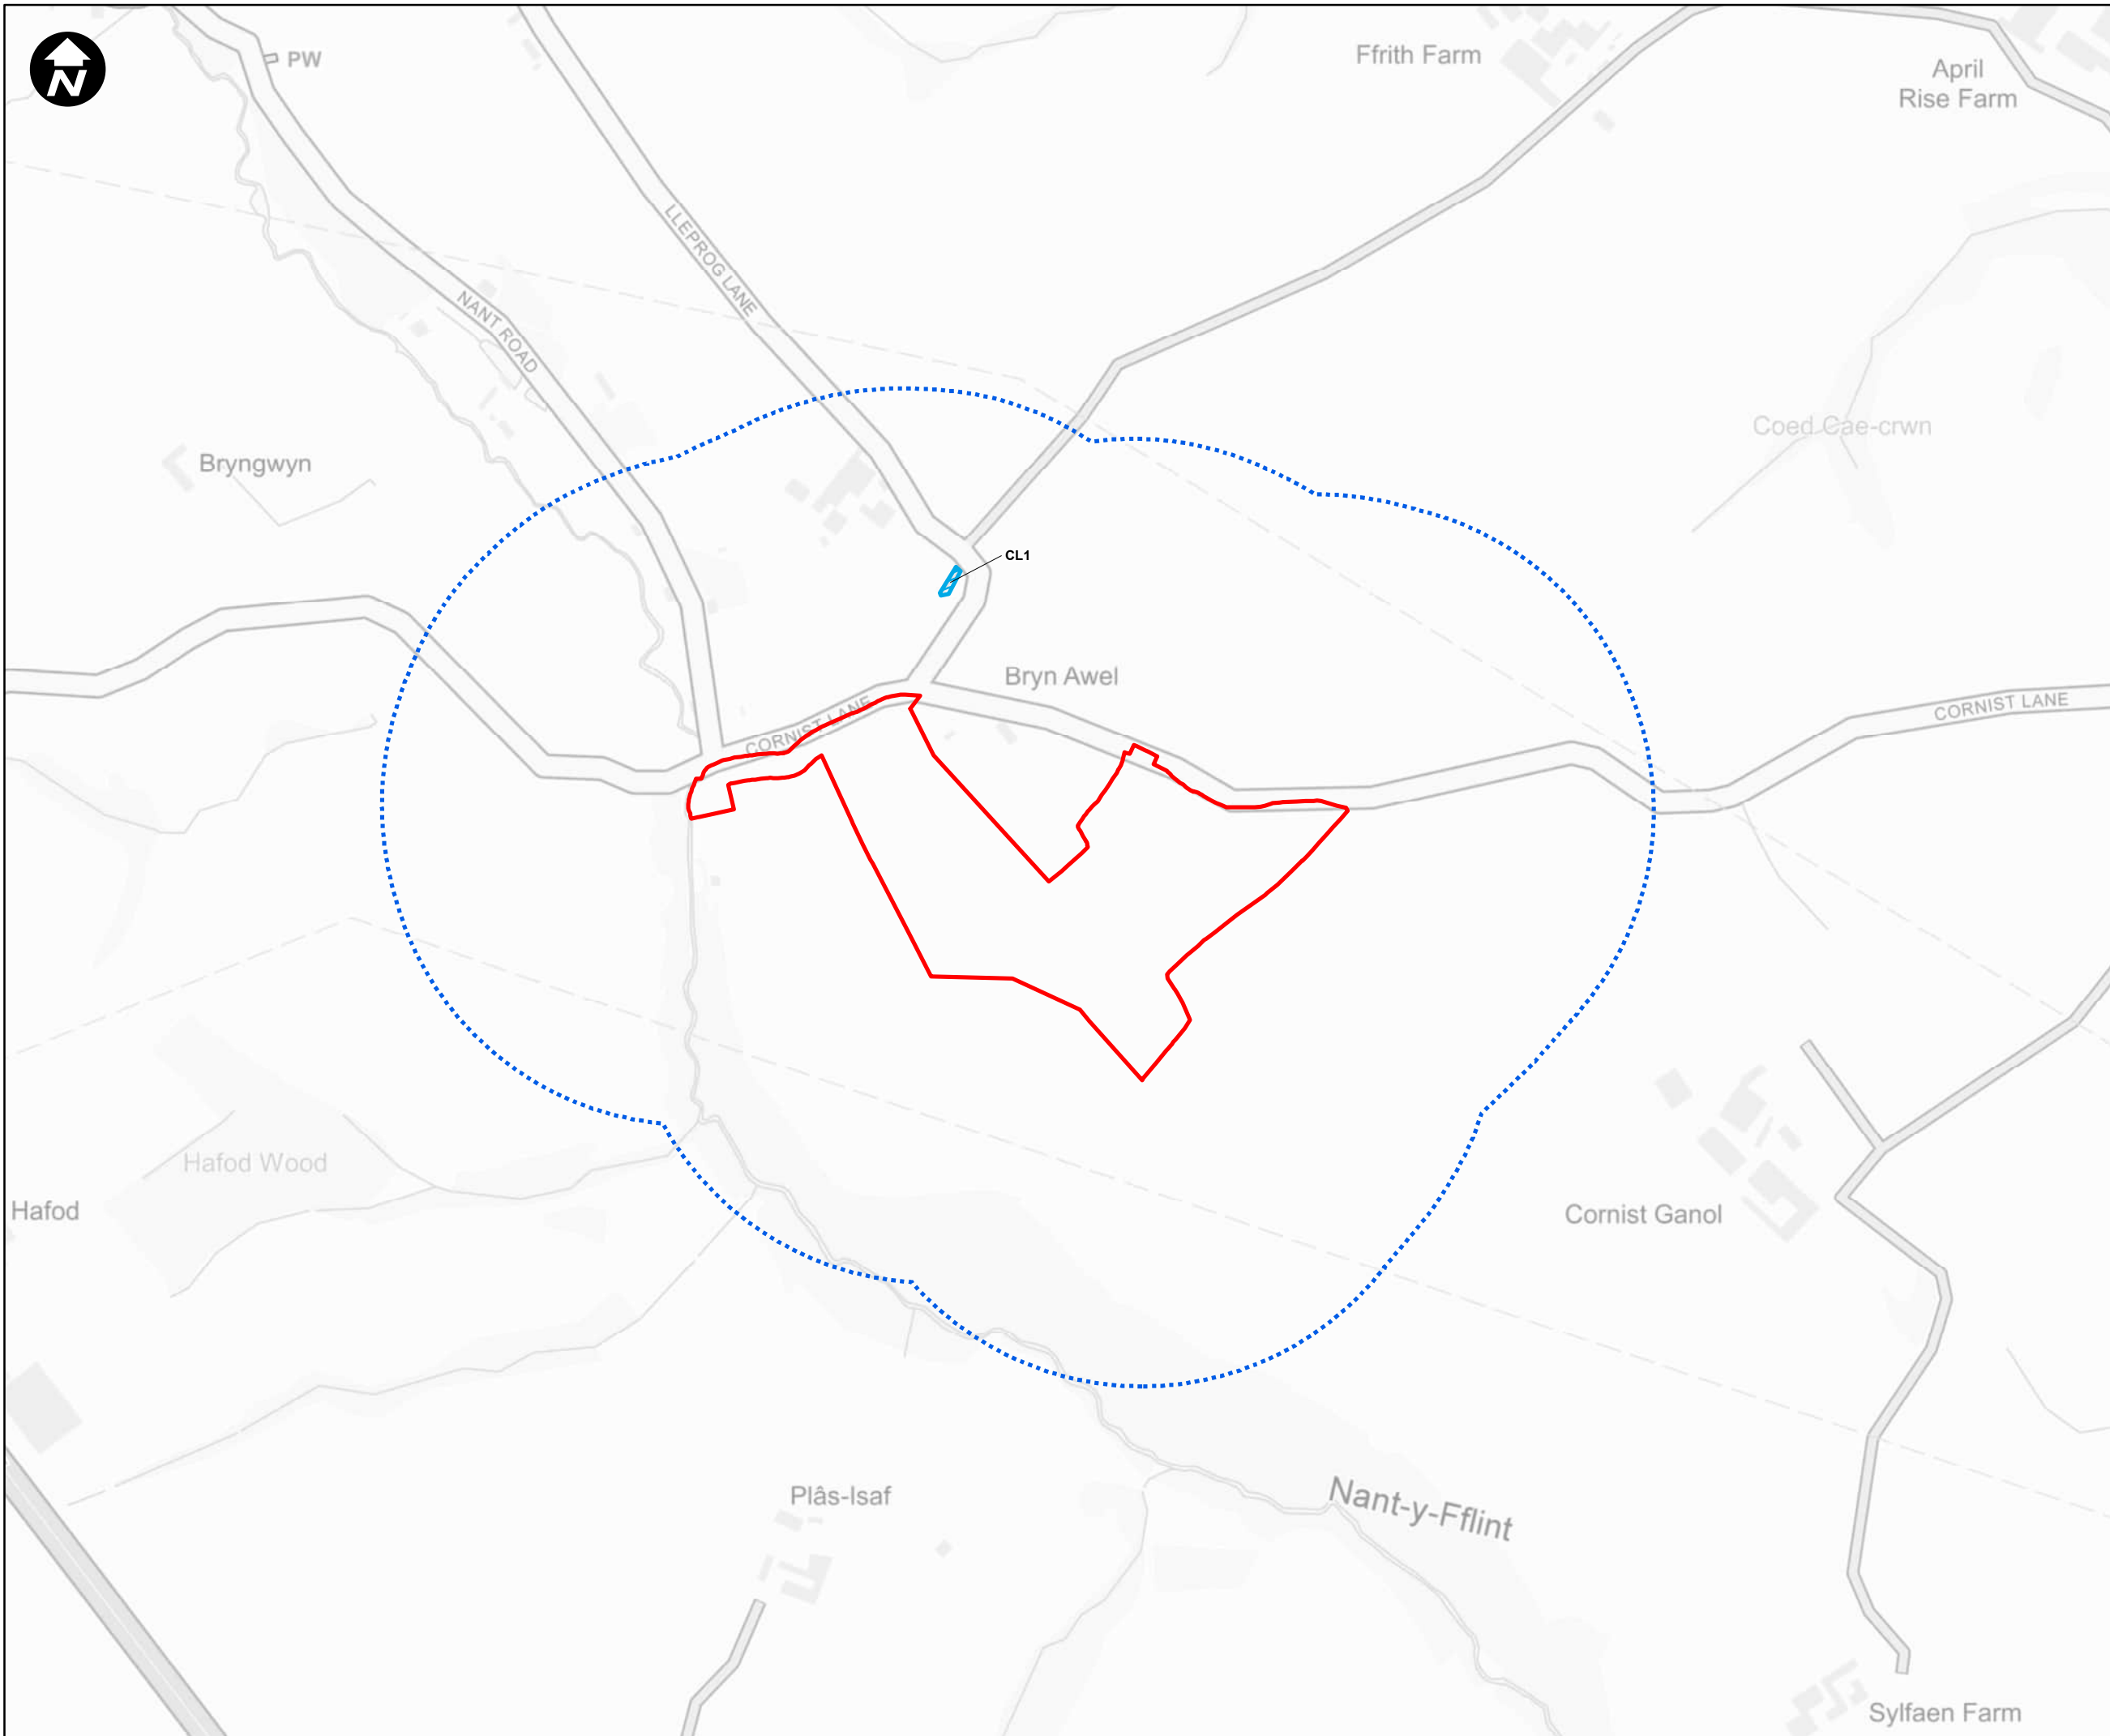 N
PW
Ffrith Farm
April
Rise Farm
LLEPROG LANE
NANT ROAD
Coed Cae-crwn
Bryngwyn
CL1
Bryn Awel
CORNIST LANE
CORNIST LANE
Hafod Wood
Hafod
Cornist Ganol
Plâs-Isaf
Nant-y-Fflint
Sylfaen Farm